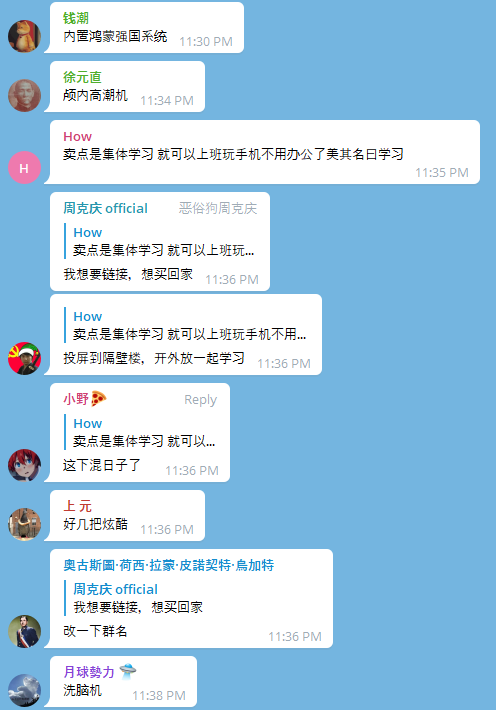 钱潮
内置鸿蒙强国系统 11:30 PM
徐元直
颅内高潮机 11:34 PM
How
卖点是集体学习 就可以上班玩手机不用办公了美其名曰学习
H
11:35 PM
周克庆 official 恶俗狗周克庆
How
卖点是集体学习 就可以上班玩...
我想要链接，想买回家 11:36 PM
How
卖点是集体学习 就可以上班玩手机不用...
投屏到隔壁楼，开外放一起学习 11:36 PM
小野🍕 Reply
How
卖点是集体学习 就可以...
这下混日子了 11:36 PM
上 元
好几把炫酷 11:36 PM
奧古斯圖·荷西·拉蒙·皮諾契特·烏加特
周克庆 official
我想要链接，想买回家
改一下群名 11:36 PM
月球勢力 🛸
洗脑机 11:38 PM